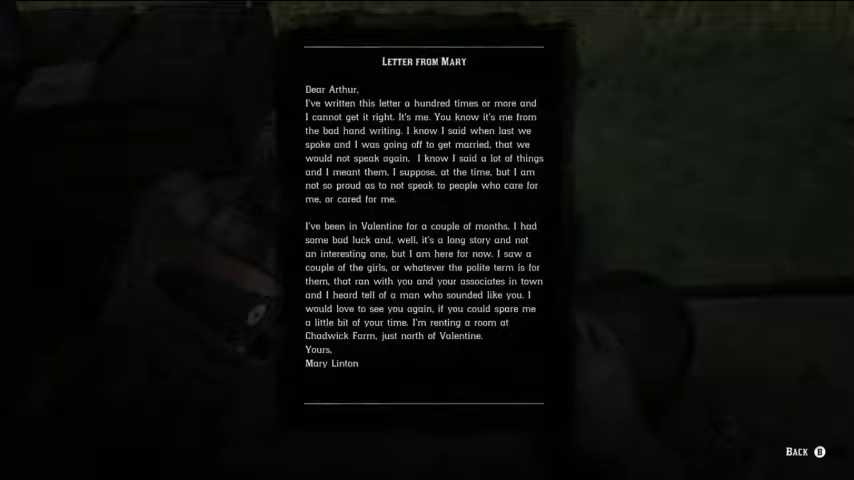 Letter from Mary
Dear Arthur,
I've written this letter a hundred times or more and
I cannot get it right. It's me. You know it's me from
the bad hand writing. I know I said when last we
spoke and I was going off to get married, that we
would not speak again. I know I said a lot of things
and I meant them, I suppose, at the time, but I am
not so proud as to not speak to people who care for
me, or cared for me.
I've been in Valentine for a couple of months. I had
some bad luck and, well, it's a long story and not
an interesting one, but I am here for now. I saw a
couple of the girls, or whatever the polite term is for
them, that ran with you and your associates in town
and I heard tell of a man who sounded like you. I
would love to see you again, if you could spare me
a little bit of your time. I'm renting a room at
Chadwick Farm, just north of Valentine.
Yours,
Mary Linton
Back B